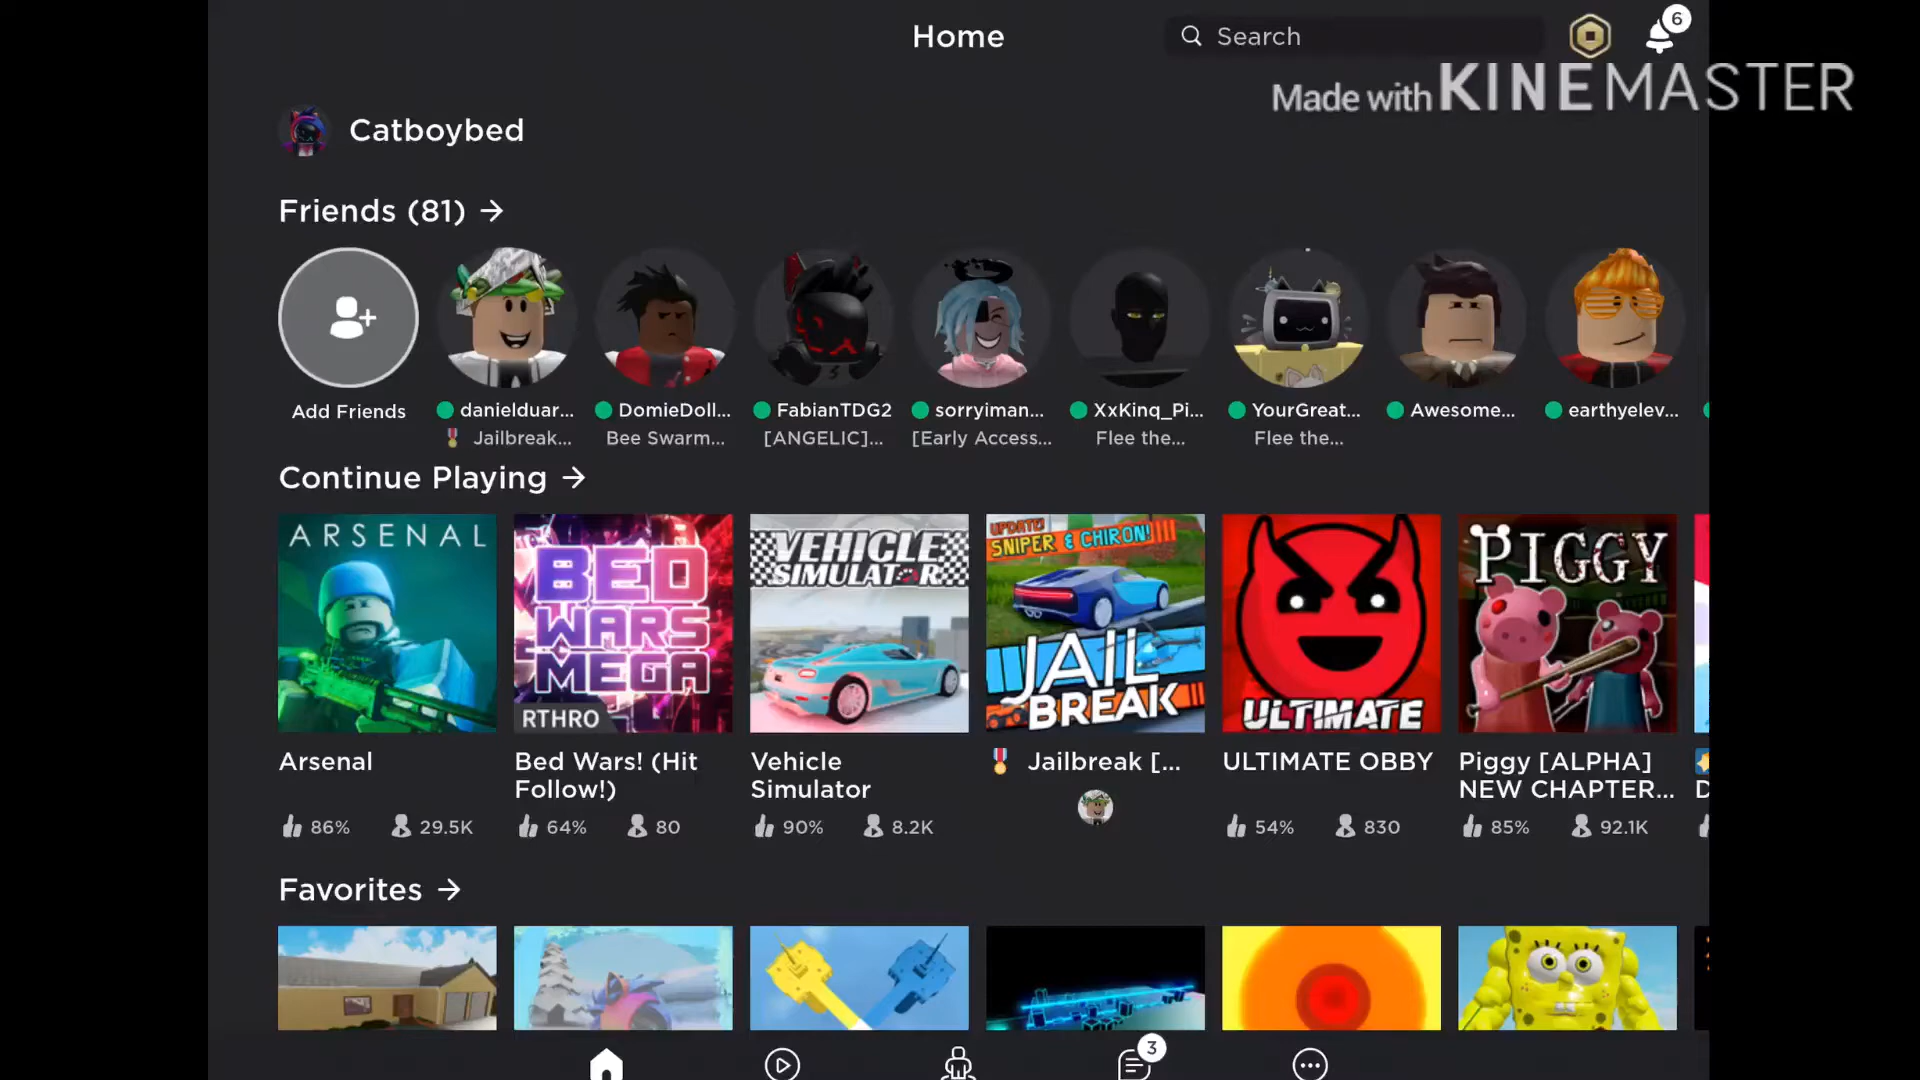 Home
Search
6
Made with KINEMASTER
Catboybed
Friends (81)
Add Friends
danielduar...
Jailbreak...
DomieDoll...
Bee Swarm...
FabianTDG2
[ANGELIC]...
sorryiman...
[Early Access...
XxKinq_Pi...
Flee the...
YourGreat...
Flee the...
Awesome...
earthyelev...
Continue Playing
ARSENAL
BED
WARS
MEGA
RTHRO
VEHICLE
SIMULATOR
UPDATE!
SNIPER & CHIRON!
JAIL
BREAK
ULTIMATE
PIGGY
Arsenal
86%
29.5K
Bed Wars! (Hit
Follow!)
64%
80
Vehicle
Simulator
90%
8.2K
Jailbreak [...
ULTIMATE OBBY
54%
830
Piggy [ALPHA]
NEW CHAPTER...
85%
92.1K
D
Favorites
3